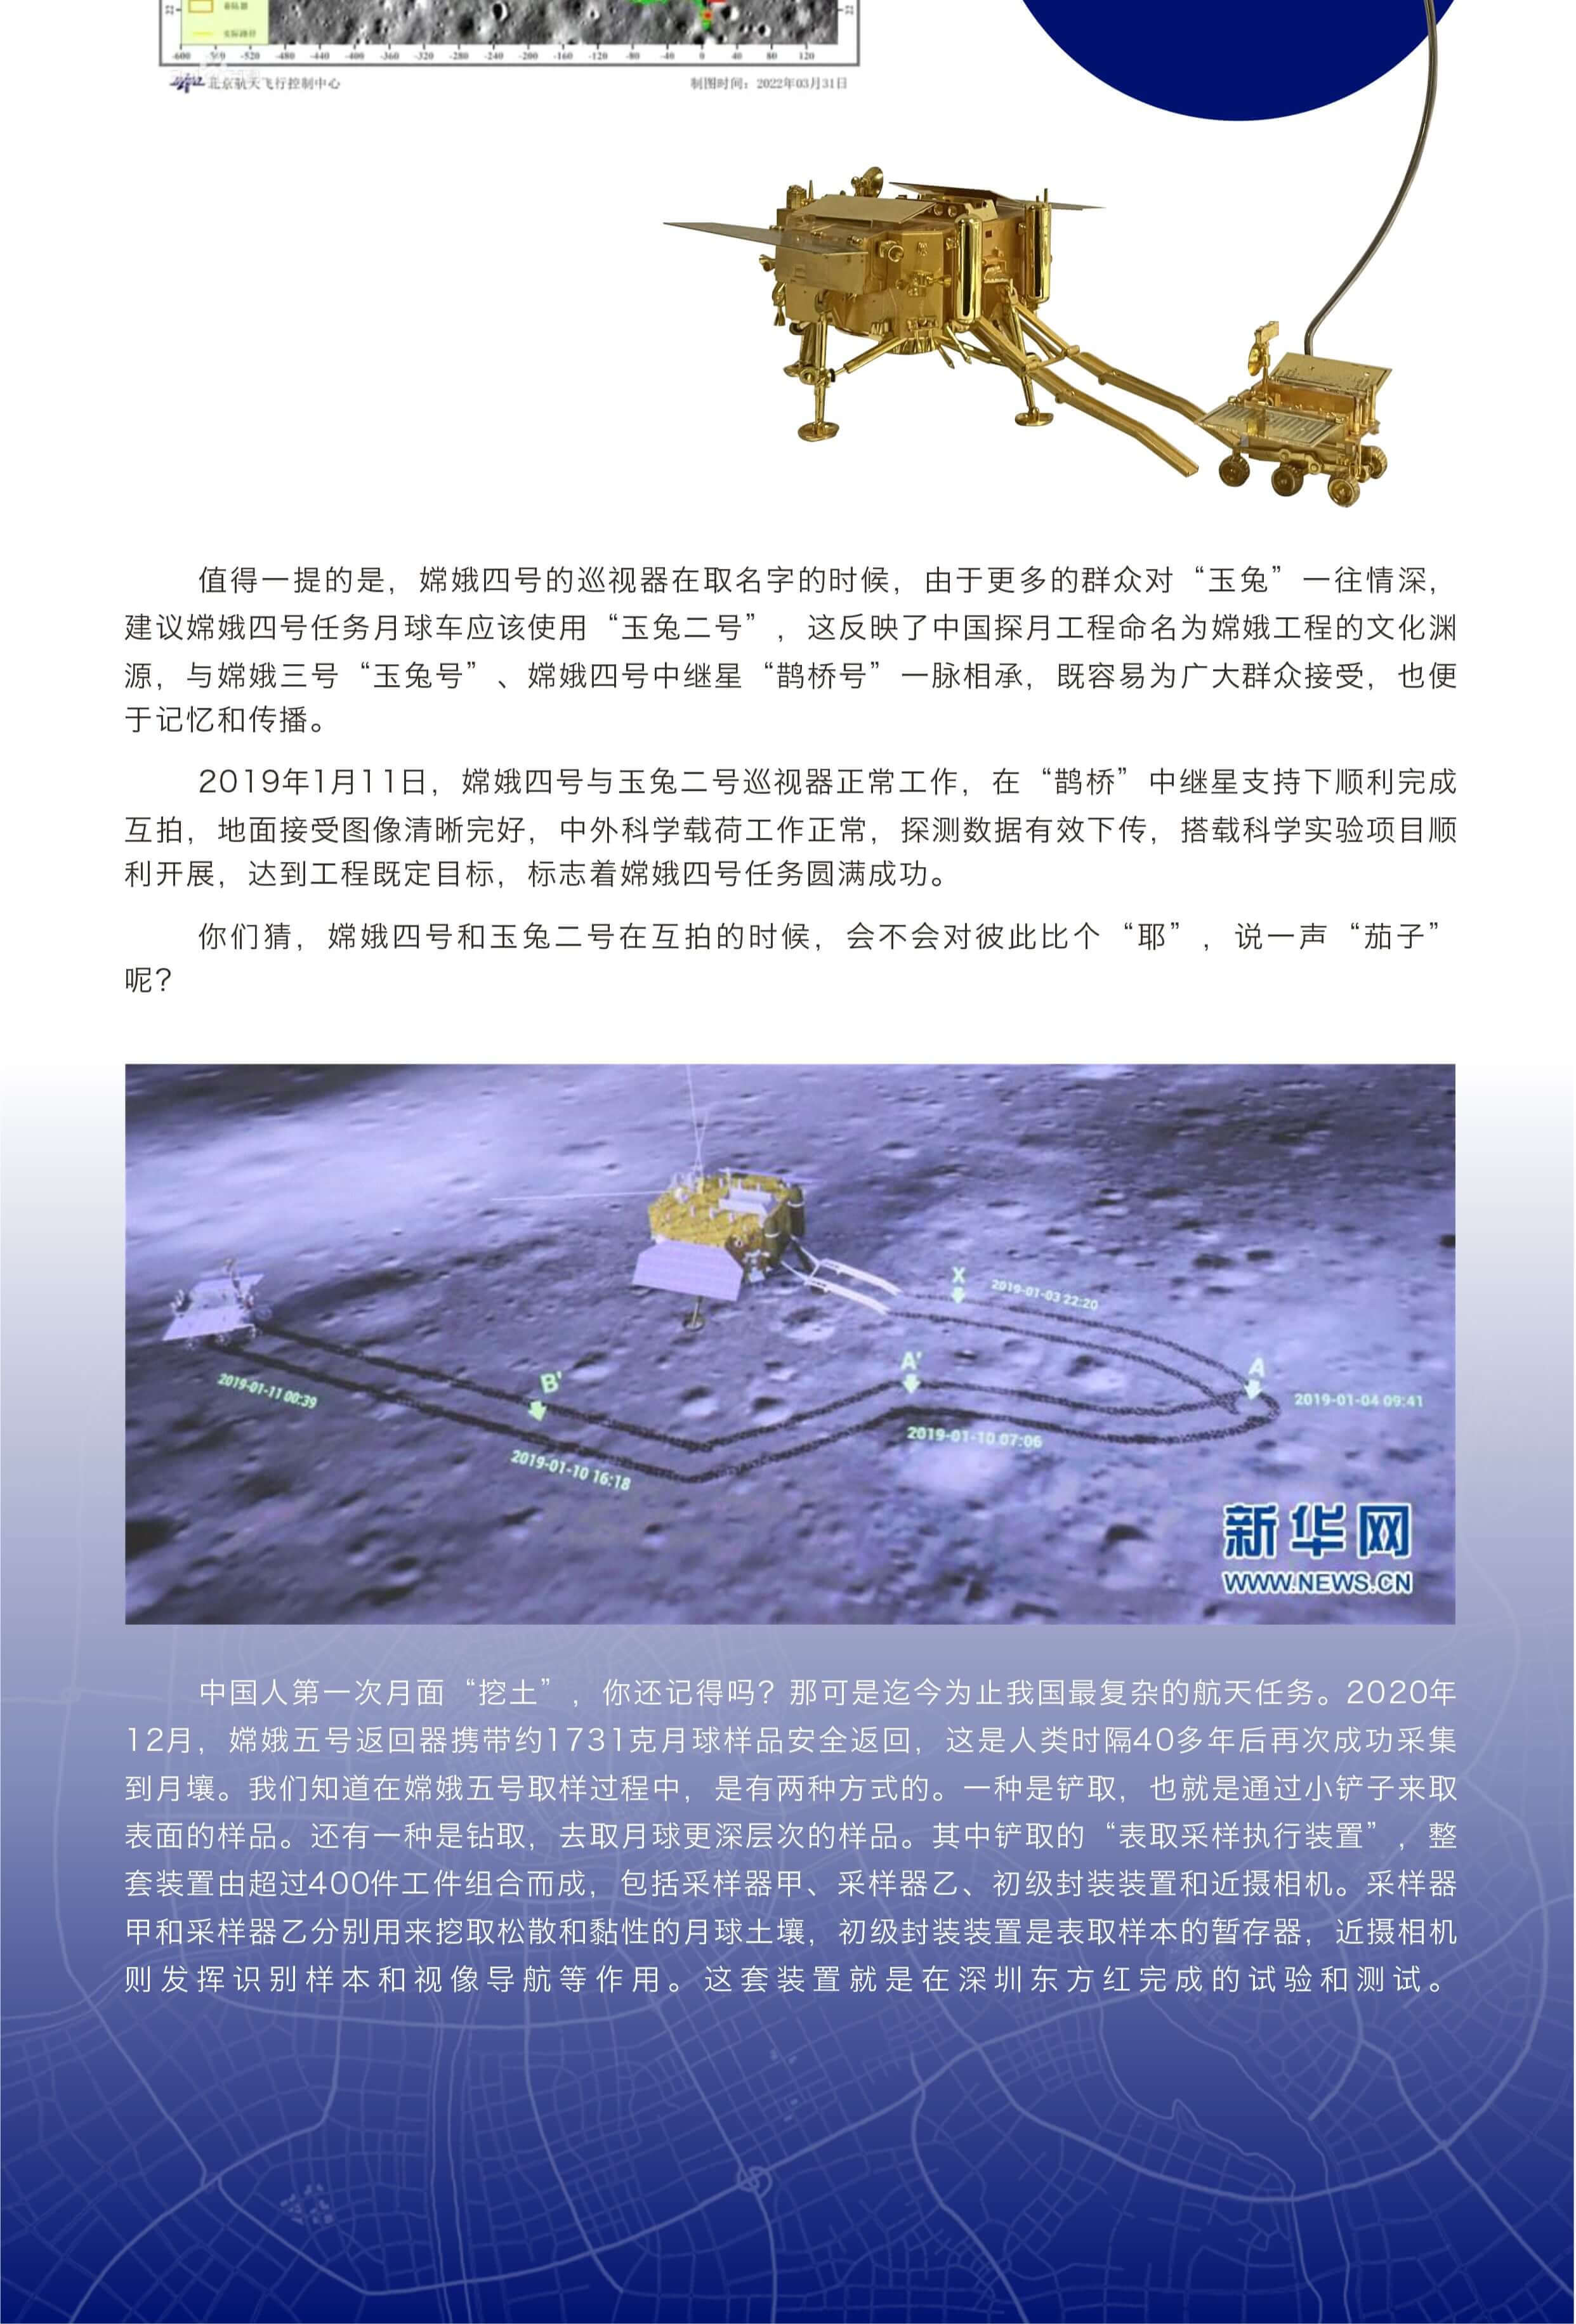 -600
-520
-480
-440
-400
-360
-320
-280
-240
-200
-160
-120
-80
-40
0
40
80
120
北京航天飞行控制中心
制图时间：2022年03月31日
值得一提的是，嫦娥四号的巡视器在取名字的时候，由于更多的群众对“玉兔”一往情深，
建议嫦娥四号任务月球车应该使用“玉兔二号”，这反映了中国探月工程命名为嫦娥工程的文化渊
源，与嫦娥三号“玉兔号”、嫦娥四号中继星“鹊桥号”一脉相承，既容易为广大群众接受，也便
于记忆和传播。
2019年1月11日，嫦娥四号与玉兔二号巡视器正常工作，在“鹊桥”中继星支持下顺利完成
互拍，地面接受图像清晰完好，中外科学载荷工作正常，探测数据有效下传，搭载科学实验项目顺
利开展，达到工程既定目标，标志着嫦娥四号任务圆满成功。
你们猜，嫦娥四号和玉兔二号在互拍的时候，会不会对彼此比个“耶”，说一声“茄子”
呢？
X
2019-01-03 22:20
A
2019-01-04 09:41
A'
2019-01-10 07:06
B'
2019-01-10 16:18
2019-01-11 00:39
新华网
WWW.NEWS.CN
中国人第一次月面“挖土”，你还记得吗？那可是迄今为止我国最复杂的航天任务。2020年
12月，嫦娥五号返回器携带约1731克月球样品安全返回，这是人类时隔40多年后再次成功采集
到月壤。我们知道在嫦娥五号取样过程中，是有两种方式的。一种是铲取，也就是通过小铲子来取
表面的样品。还有一种是钻取，去取月球更深层次的样品。其中铲取的“表取采样执行装置”，整
套装置由超过400件工件组合而成，包括采样器甲、采样器乙、初级封装装置和近摄相机。采样器
甲和采样器乙分别用来挖取松散和黏性的月球土壤，初级封装装置是表取样本的暂存器，近摄相机
则发挥识别样本和视像导航等作用。这套装置就是在深圳东方红完成的试验和测试。